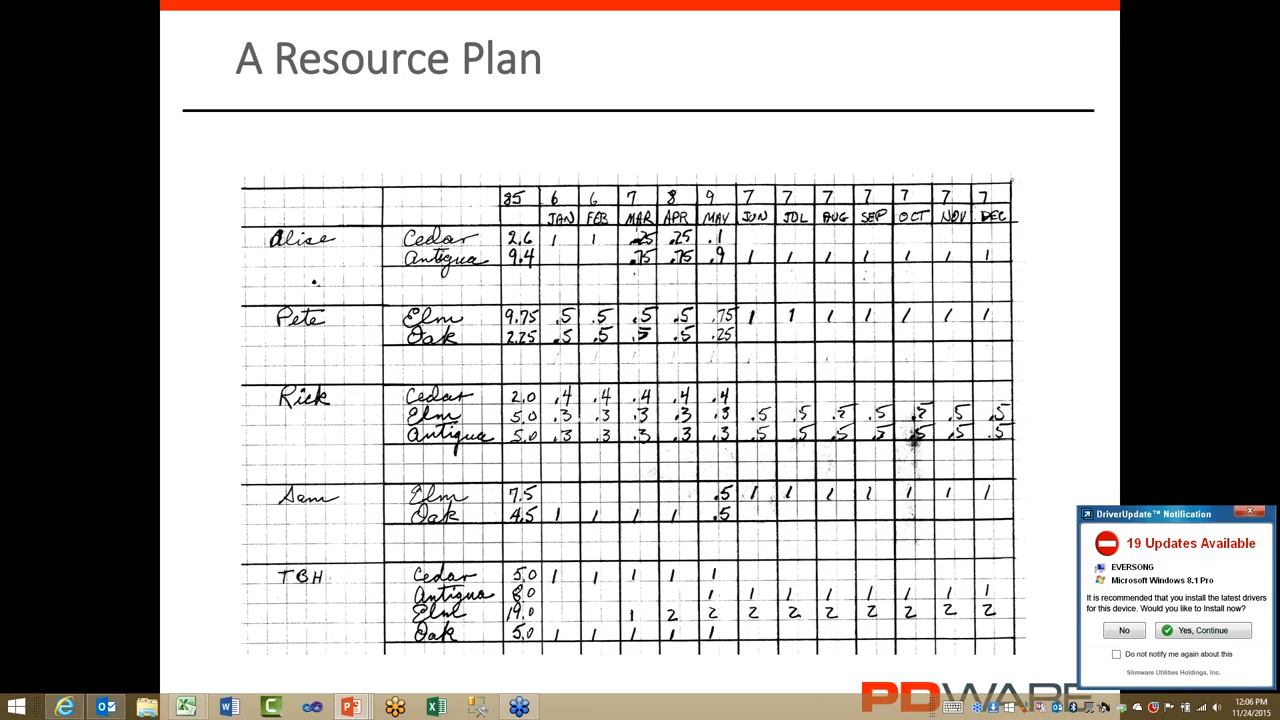 A Resource Plan
85 6 6 7 8 9 7 7 7 7 7 7 7
JAN FEB MAR APR MAY JUN JUL AUG SEP OCT NOV DEC
Alise Cedar 2.6 1 1 .25 .25 .1
Antigua 9.4 .75 .75 .9 1 1 1 1 1 1 1
Pete Elm 9.75 .5 .5 .5 .5 .75 1 1 1 1 1 1 1
Oak 2.25 .5 .5 .5 .5 .25
Rick Cedar 2.0 .4 .4 .4 .4 .4
Elm 5.0 .3 .3 .3 .3 .3 .5 .5 .5 .5 .5 .5 .5
Antigua 5.0 .3 .3 .3 .3 .3 .5 .5 .5 .5 .5 .5 .5
Sam Elm 7.5 .5 1 1 1 1 1 1 1
Oak 4.5 1 1 1 1 .5
TBH Cedar 5.0 1 1 1 1 1
Antigua 8.0 1 1 1 1 1 1 1 1
Elm 19.0 1 2 2 2 2 2 2 2 2 2
Oak 5.0 1 1 1 1 1
DriverUpdate™ Notification
19 Updates Available
EVERSONG
Microsoft Windows 8.1 Pro
It is recommended that you install the latest drivers
for this device. Would you like to Install now?
No Yes, Continue
Do not notify me again about this
Slimware Utilities Holdings, Inc.
PDWARE
12:06 PM
11/24/2015